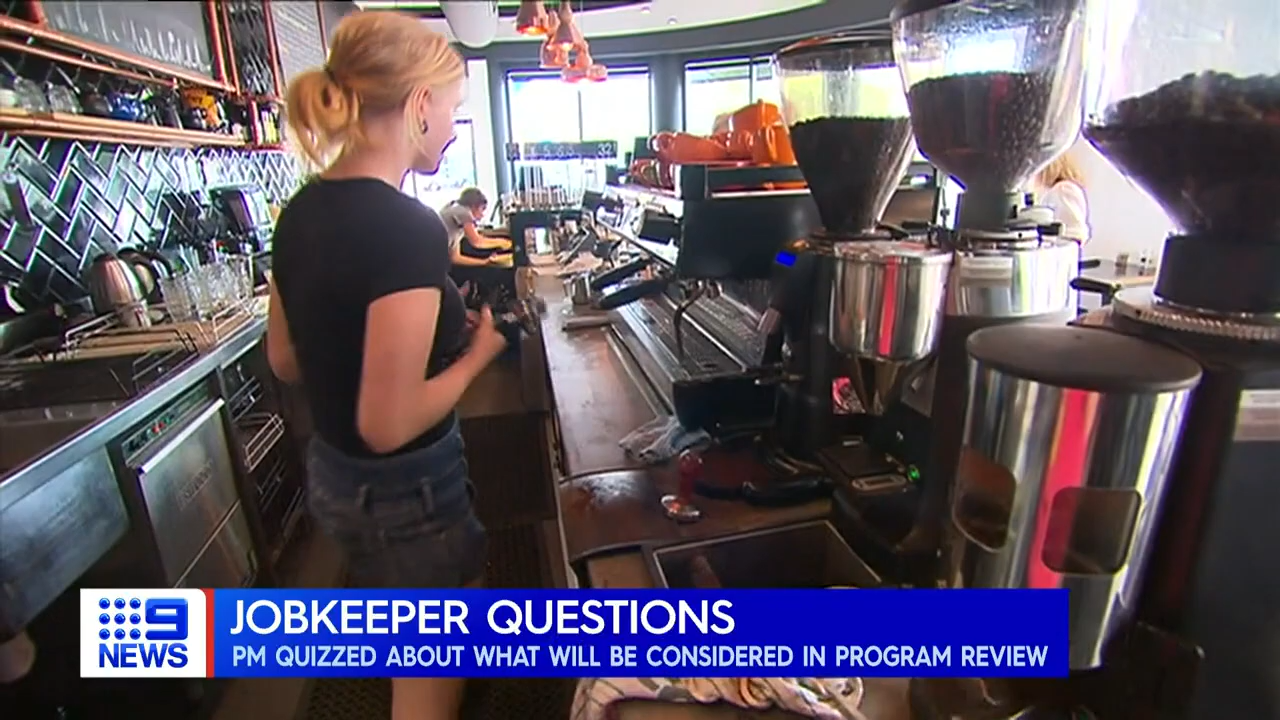 JOBKEEPER QUESTIONS
9
NEWS
PM QUIZZED ABOUT WHAT WILL BE CONSIDERED IN PROGRAM REVIEW